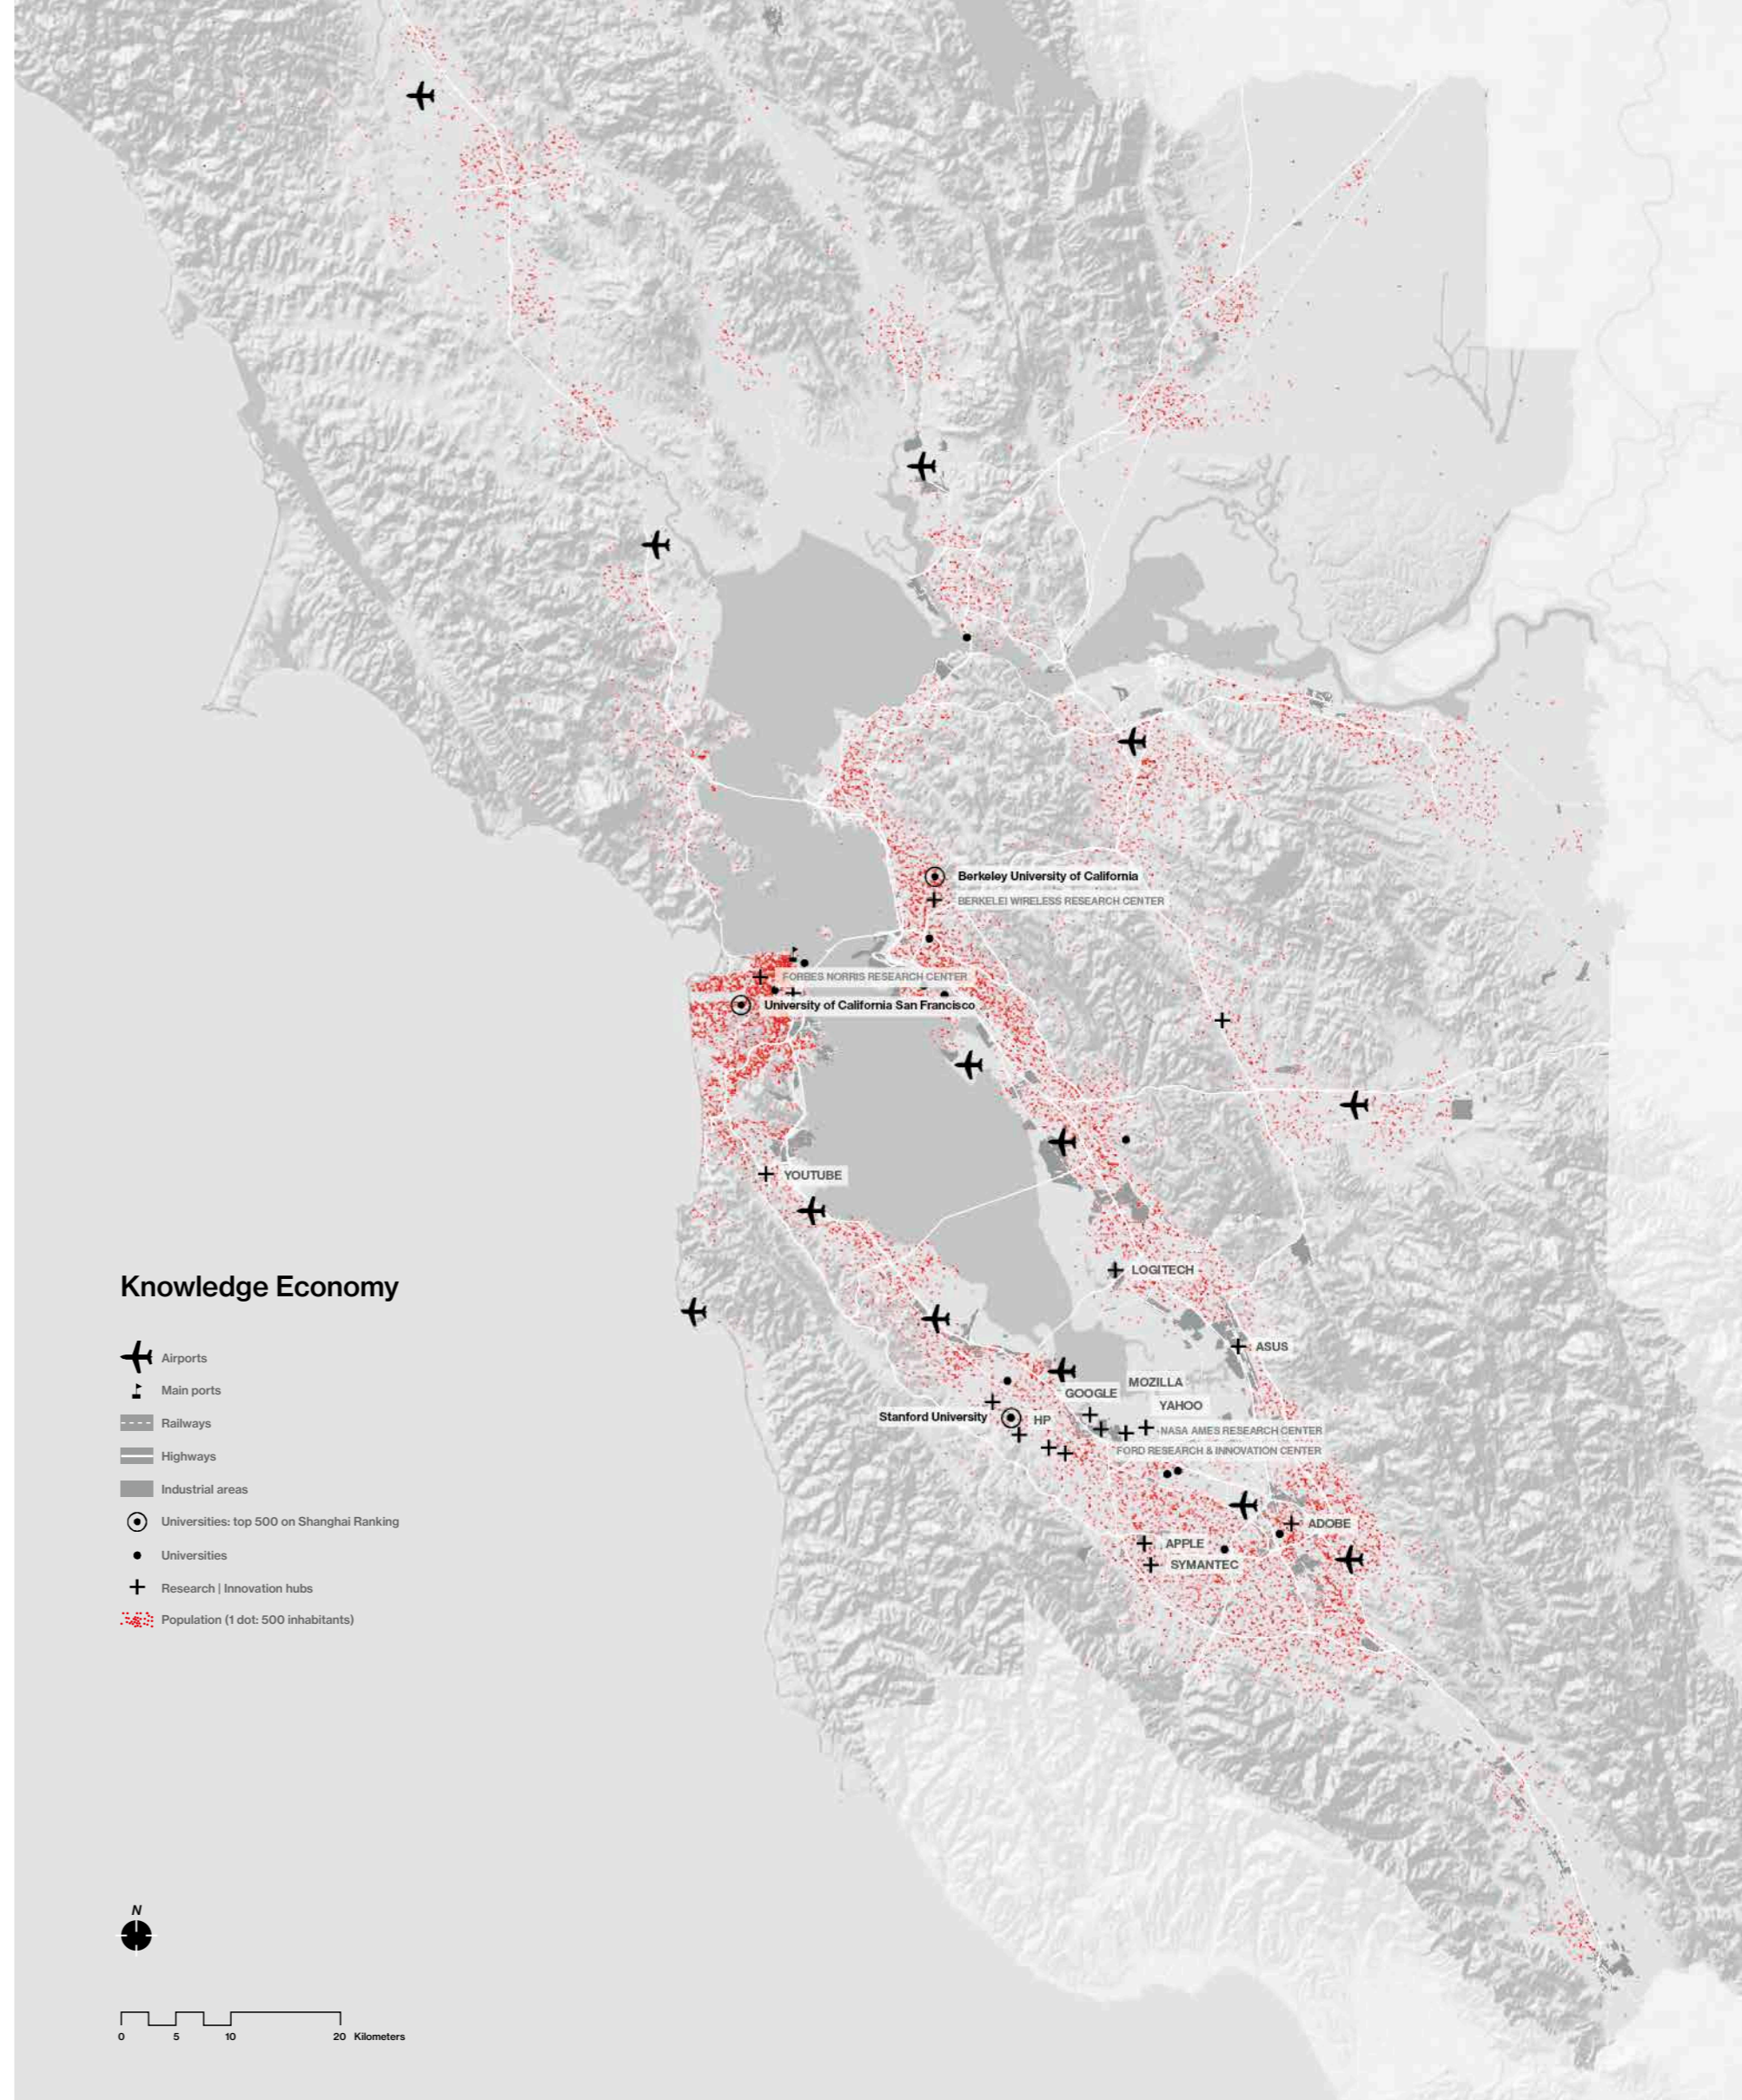 Berkeley University of California
BERKELEI WIRELESS RESEARCH CENTER
FORBES NORRIS RESEARCH CENTER
University of California San Francisco
YOUTUBE
LOGITECH
ASUS
MOZILLA
GOOGLE
YAHOO
Stanford University
HP
NASA AMES RESEARCH CENTER
FORD RESEARCH & INNOVATION CENTER
ADOBE
APPLE
SYMANTEC
Knowledge Economy
Airports
Main ports
Railways
Highways
Industrial areas
Universities: top 500 on Shanghai Ranking
Universities
Research | Innovation hubs
Population (1 dot: 500 inhabitants)
N
0 5 10 20 Kilometers